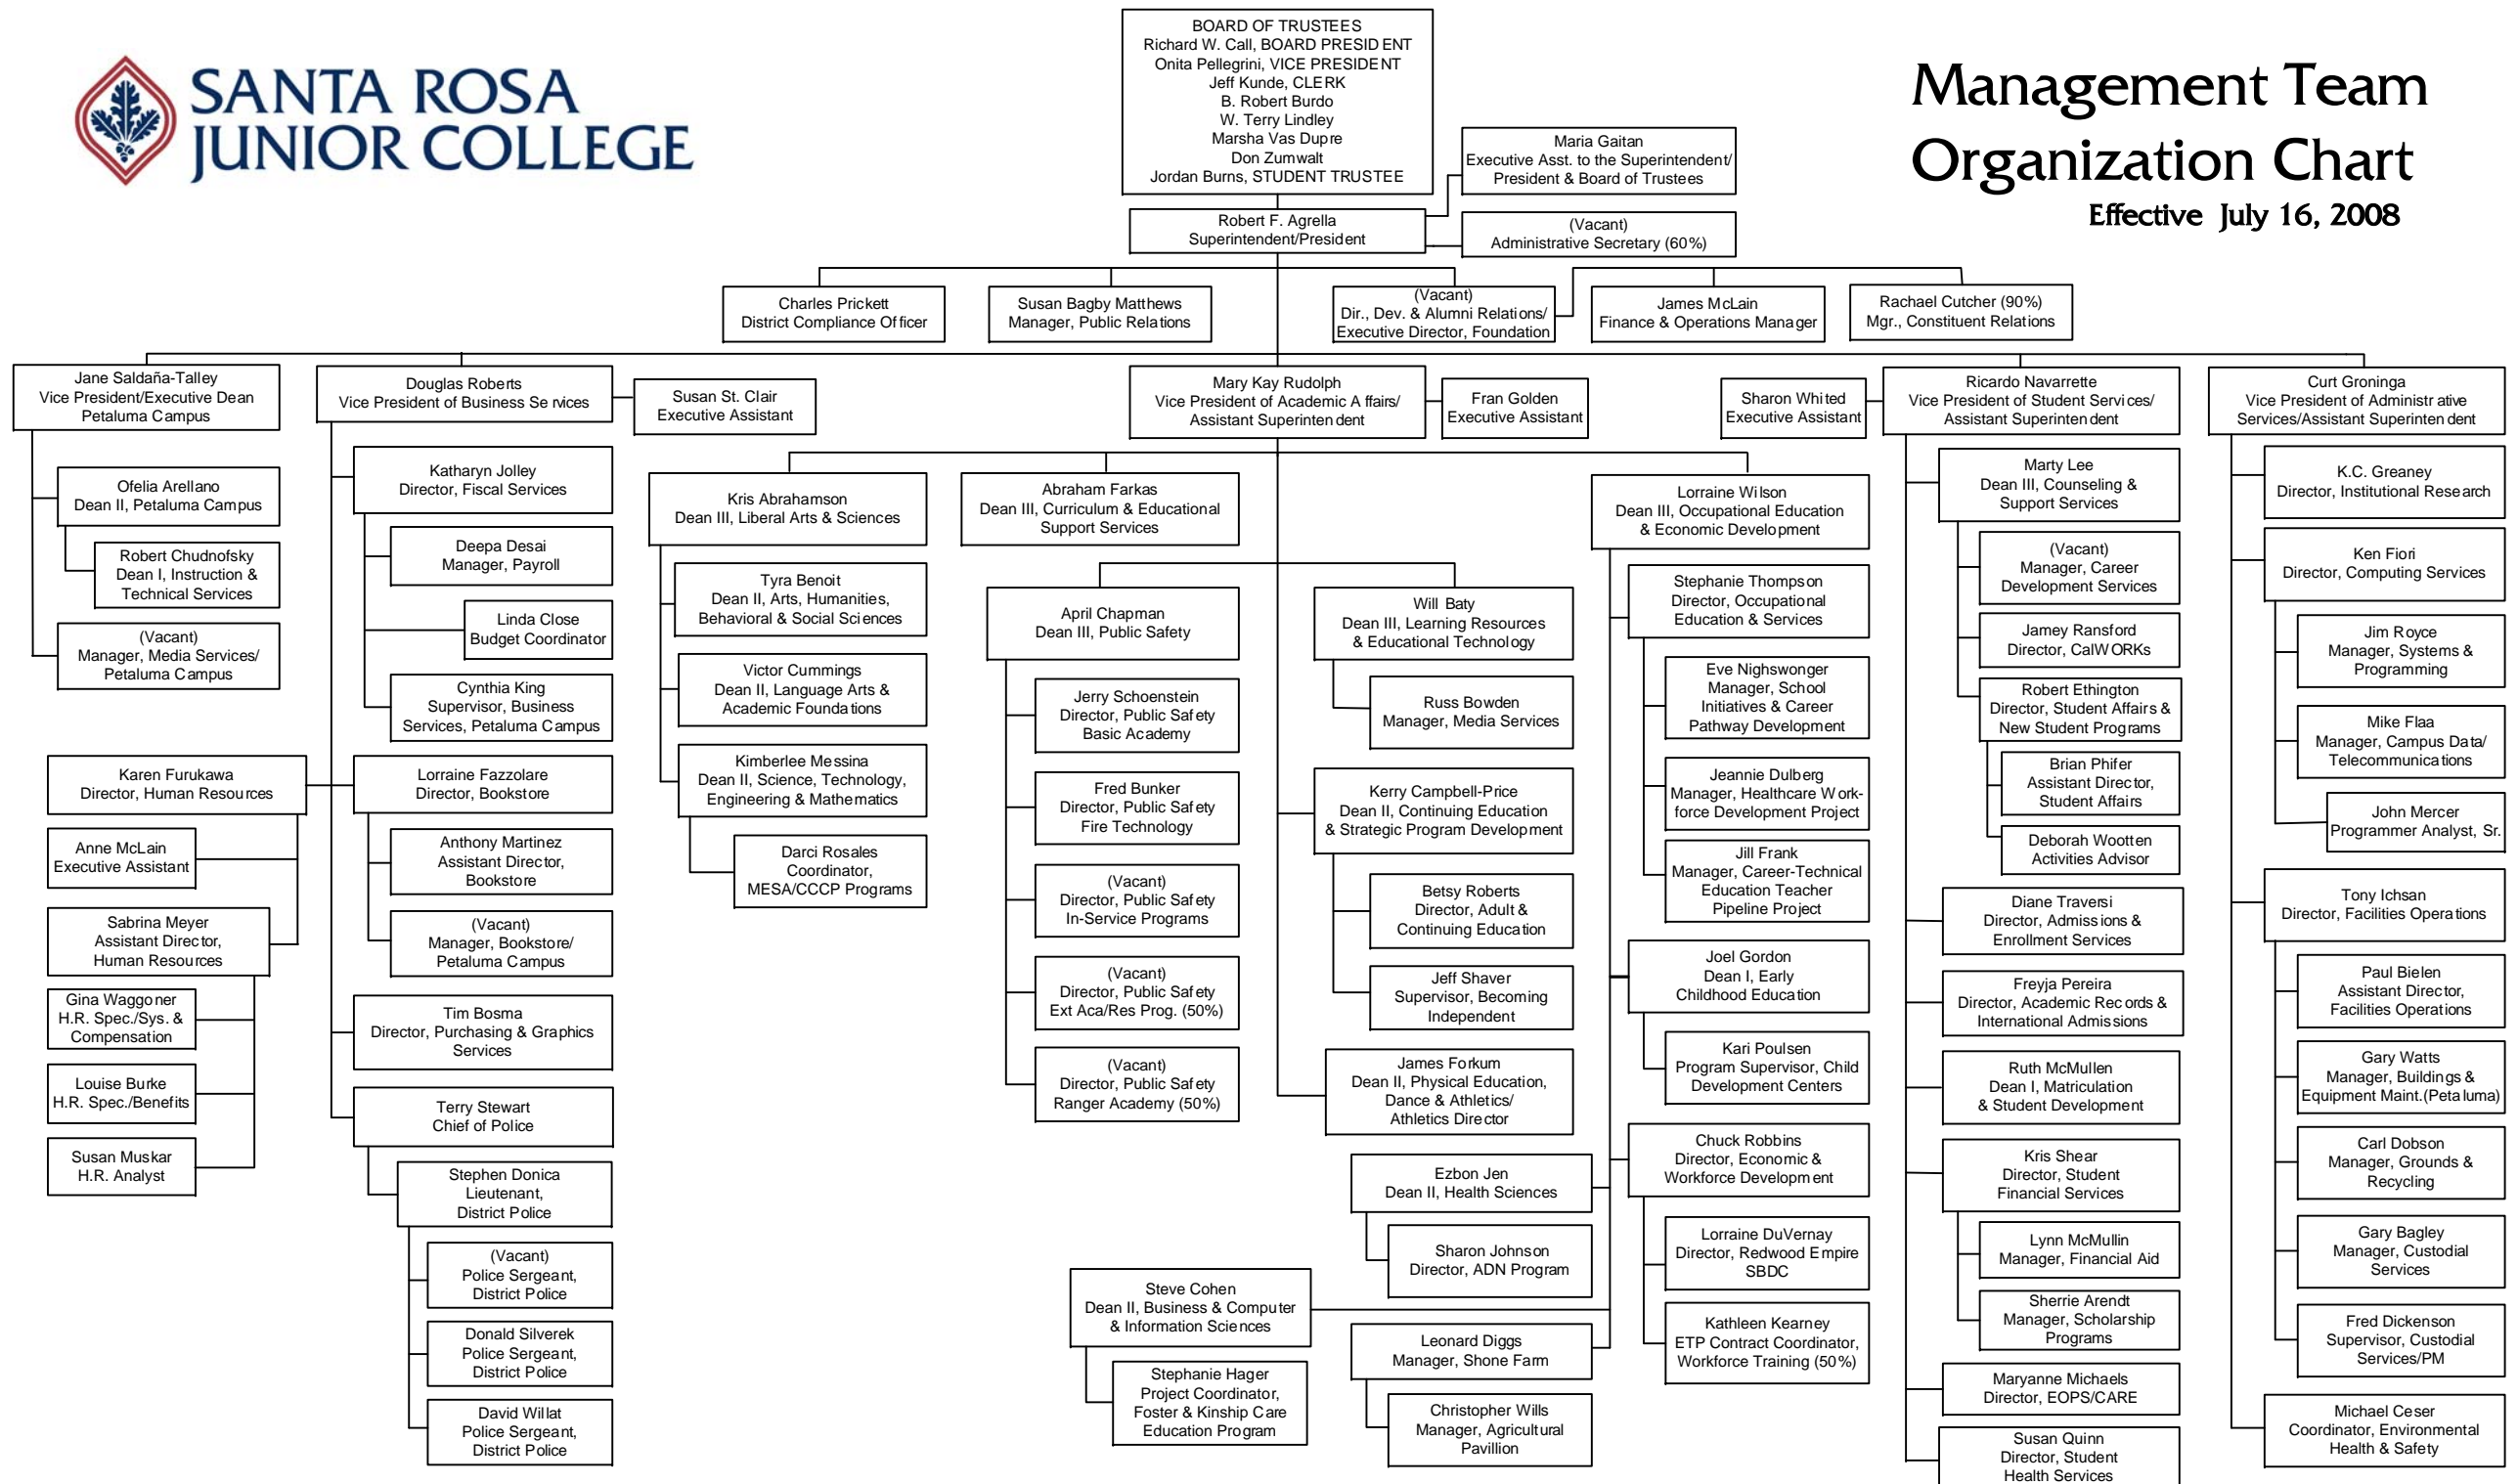 SANTA ROSA
JUNIOR COLLEGE
Management Team
Organization Chart
Effective July 16, 2008
BOARD OF TRUSTEES
Richard W. Call, BOARD PRESIDENT
Onita Pellegrini, VICE PRESIDENT
Jeff Kunde, CLERK
B. Robert Burdo
W. Terry Lindley
Marsha Vas Dupre
Don Zumwalt
Jordan Burns, STUDENT TRUSTEE
Maria Gaitan
Executive Asst. to the Superintendent/
President & Board of Trustees
Robert F. Agrella
Superintendent/President
(Vacant)
Administrative Secretary (60%)
Charles Prickett
District Compliance Officer
Susan Bagby Matthews
Manager, Public Relations
(Vacant)
Dir., Dev. & Alumni Relations/
Executive Director, Foundation
James McLain
Finance & Operations Manager
Rachael Cutcher (90%)
Mgr., Constituent Relations
Jane Saldaña-Talley
Vice President/Executive Dean
Petaluma Campus
Ofelia Arellano
Dean II, Petaluma Campus
Robert Chudnofsky
Dean I, Instruction &
Technical Services
(Vacant)
Manager, Media Services/
Petaluma Campus
Douglas Roberts
Vice President of Business Services
Susan St. Clair
Executive Assistant
Katharyn Jolley
Director, Fiscal Services
Deepa Desai
Manager, Payroll
Linda Close
Budget Coordinator
Cynthia King
Supervisor, Business
Services, Petaluma Campus
Karen Furukawa
Director, Human Resources
Anne McLain
Executive Assistant
Sabrina Meyer
Assistant Director,
Human Resources
Gina Waggoner
H.R. Spec./Sys. &
Compensation
Louise Burke
H.R. Spec./Benefits
Susan Muskar
H.R. Analyst
Lorraine Fazzolare
Director, Bookstore
Anthony Martinez
Assistant Director,
Bookstore
(Vacant)
Manager, Bookstore/
Petaluma Campus
Tim Bosma
Director, Purchasing & Graphics
Services
Terry Stewart
Chief of Police
Stephen Donica
Lieutenant,
District Police
(Vacant)
Police Sergeant,
District Police
Donald Silverek
Police Sergeant,
District Police
David Willat
Police Sergeant,
District Police
Mary Kay Rudolph
Vice President of Academic Affairs/
Assistant Superintendent
Fran Golden
Executive Assistant
Kris Abrahamson
Dean III, Liberal Arts & Sciences
Tyra Benoit
Dean II, Arts, Humanities,
Behavioral & Social Sciences
Victor Cummings
Dean II, Language Arts &
Academic Foundations
Kimberlee Messina
Dean II, Science, Technology,
Engineering & Mathematics
Darci Rosales
Coordinator,
MESA/CCCP Programs
Abraham Farkas
Dean III, Curriculum & Educational
Support Services
April Chapman
Dean III, Public Safety
Jerry Schoenstein
Director, Public Safety
Basic Academy
Fred Bunker
Director, Public Safety
Fire Technology
(Vacant)
Director, Public Safety
In-Service Programs
(Vacant)
Director, Public Safety
Ext Aca/Res Prog. (50%)
(Vacant)
Director, Public Safety
Ranger Academy (50%)
Will Baty
Dean III, Learning Resources
& Educational Technology
Russ Bowden
Manager, Media Services
Kerry Campbell-Price
Dean II, Continuing Education
& Strategic Program Development
Betsy Roberts
Director, Adult &
Continuing Education
Jeff Shaver
Supervisor, Becoming
Independent
James Forkum
Dean II, Physical Education,
Dance & Athletics/
Athletics Director
Lorraine Wilson
Dean III, Occupational Education
& Economic Development
Stephanie Thompson
Director, Occupational
Education & Services
Eve Nighswonger
Manager, School
Initiatives & Career
Pathway Development
Jeannie Dulberg
Manager, Healthcare Work-
force Development Project
Jill Frank
Manager, Career-Technical
Education Teacher
Pipeline Project
Joel Gordon
Dean I, Early
Childhood Education
Kari Poulsen
Program Supervisor, Child
Development Centers
Chuck Robbins
Director, Economic &
Workforce Development
Lorraine DuVernay
Director, Redwood Empire
SBDC
Kathleen Kearney
ETP Contract Coordinator,
Workforce Training (50%)
Ezbon Jen
Dean II, Health Sciences
Sharon Johnson
Director, ADN Program
Steve Cohen
Dean II, Business & Computer
& Information Sciences
Stephanie Hager
Project Coordinator,
Foster & Kinship Care
Education Program
Leonard Diggs
Manager, Shone Farm
Christopher Wills
Manager, Agricultural
Pavillion
Sharon Whited
Executive Assistant
Ricardo Navarrette
Vice President of Student Services/
Assistant Superintendent
Marty Lee
Dean III, Counseling &
Support Services
(Vacant)
Manager, Career
Development Services
Jamey Ransford
Director, CalWORKs
Robert Ethington
Director, Student Affairs &
New Student Programs
Brian Phifer
Assistant Director,
Student Affairs
Deborah Wootten
Activities Advisor
Diane Traversi
Director, Admissions &
Enrollment Services
Freyja Pereira
Director, Academic Records &
International Admissions
Ruth McMullen
Dean I, Matriculation
& Student Development
Kris Shear
Director, Student
Financial Services
Lynn McMullin
Manager, Financial Aid
Sherrie Arendt
Manager, Scholarship
Programs
Maryanne Michaels
Director, EOPS/CARE
Susan Quinn
Director, Student
Health Services
Curt Groninga
Vice President of Administrative
Services/Assistant Superintendent
K.C. Greaney
Director, Institutional Research
Ken Fiori
Director, Computing Services
Jim Royce
Manager, Systems &
Programming
Mike Flaa
Manager, Campus Data/
Telecommunications
John Mercer
Programmer Analyst, Sr.
Tony Ichsan
Director, Facilities Operations
Paul Bielen
Assistant Director,
Facilities Operations
Gary Watts
Manager, Buildings &
Equipment Maint.(Petaluma)
Carl Dobson
Manager, Grounds &
Recycling
Gary Bagley
Manager, Custodial
Services
Fred Dickenson
Supervisor, Custodial
Services/PM
Michael Ceser
Coordinator, Environmental
Health & Safety